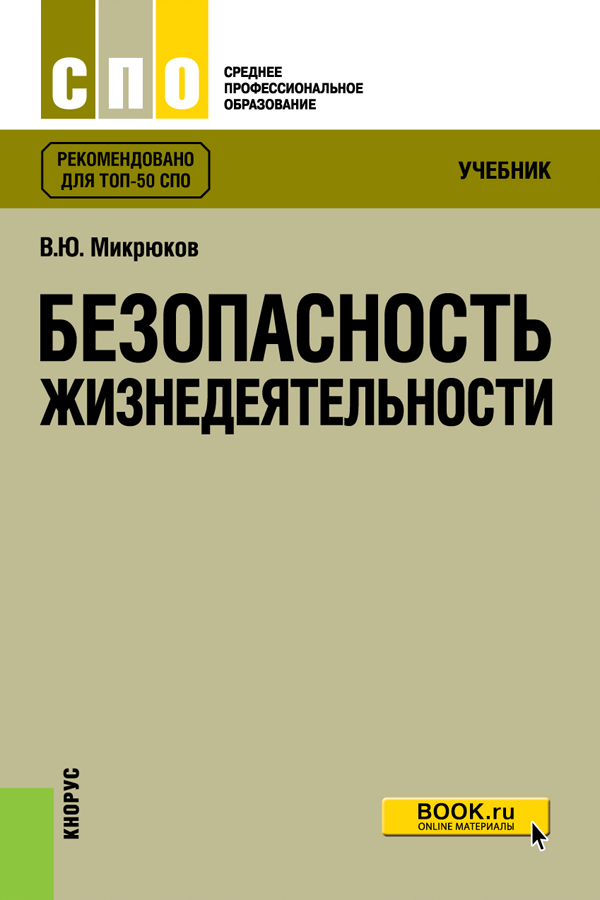 СПО
СРЕДНЕЕ
ПРОФЕССИОНАЛЬНОЕ
ОБРАЗОВАНИЕ
РЕКОМЕНДОВАНО
ДЛЯ ТОП-50 СПО
УЧЕБНИК
В.Ю. Микрюков
БЕЗОПАСНОСТЬ
ЖИЗНЕДЕЯТЕЛЬНОСТИ
КНОРУС
BOOK.ru
ONLINE МАТЕРИАЛЫ